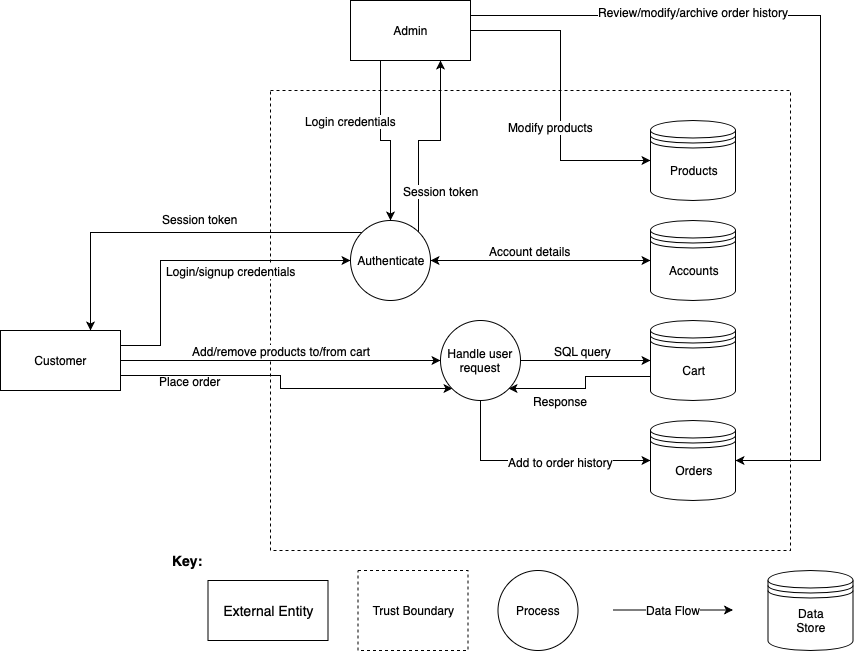 Admin
Review/modify/archive order history
Login credentials
Modify products
Products
Session token
Session token
Authenticate
Account details
Accounts
Login/signup credentials
Customer
Add/remove products to/from cart
Handle user
request
SQL query
Cart
Place order
Response
Add to order history
Orders
Key:
External Entity
Trust Boundary
Process
Data Flow
Data
Store